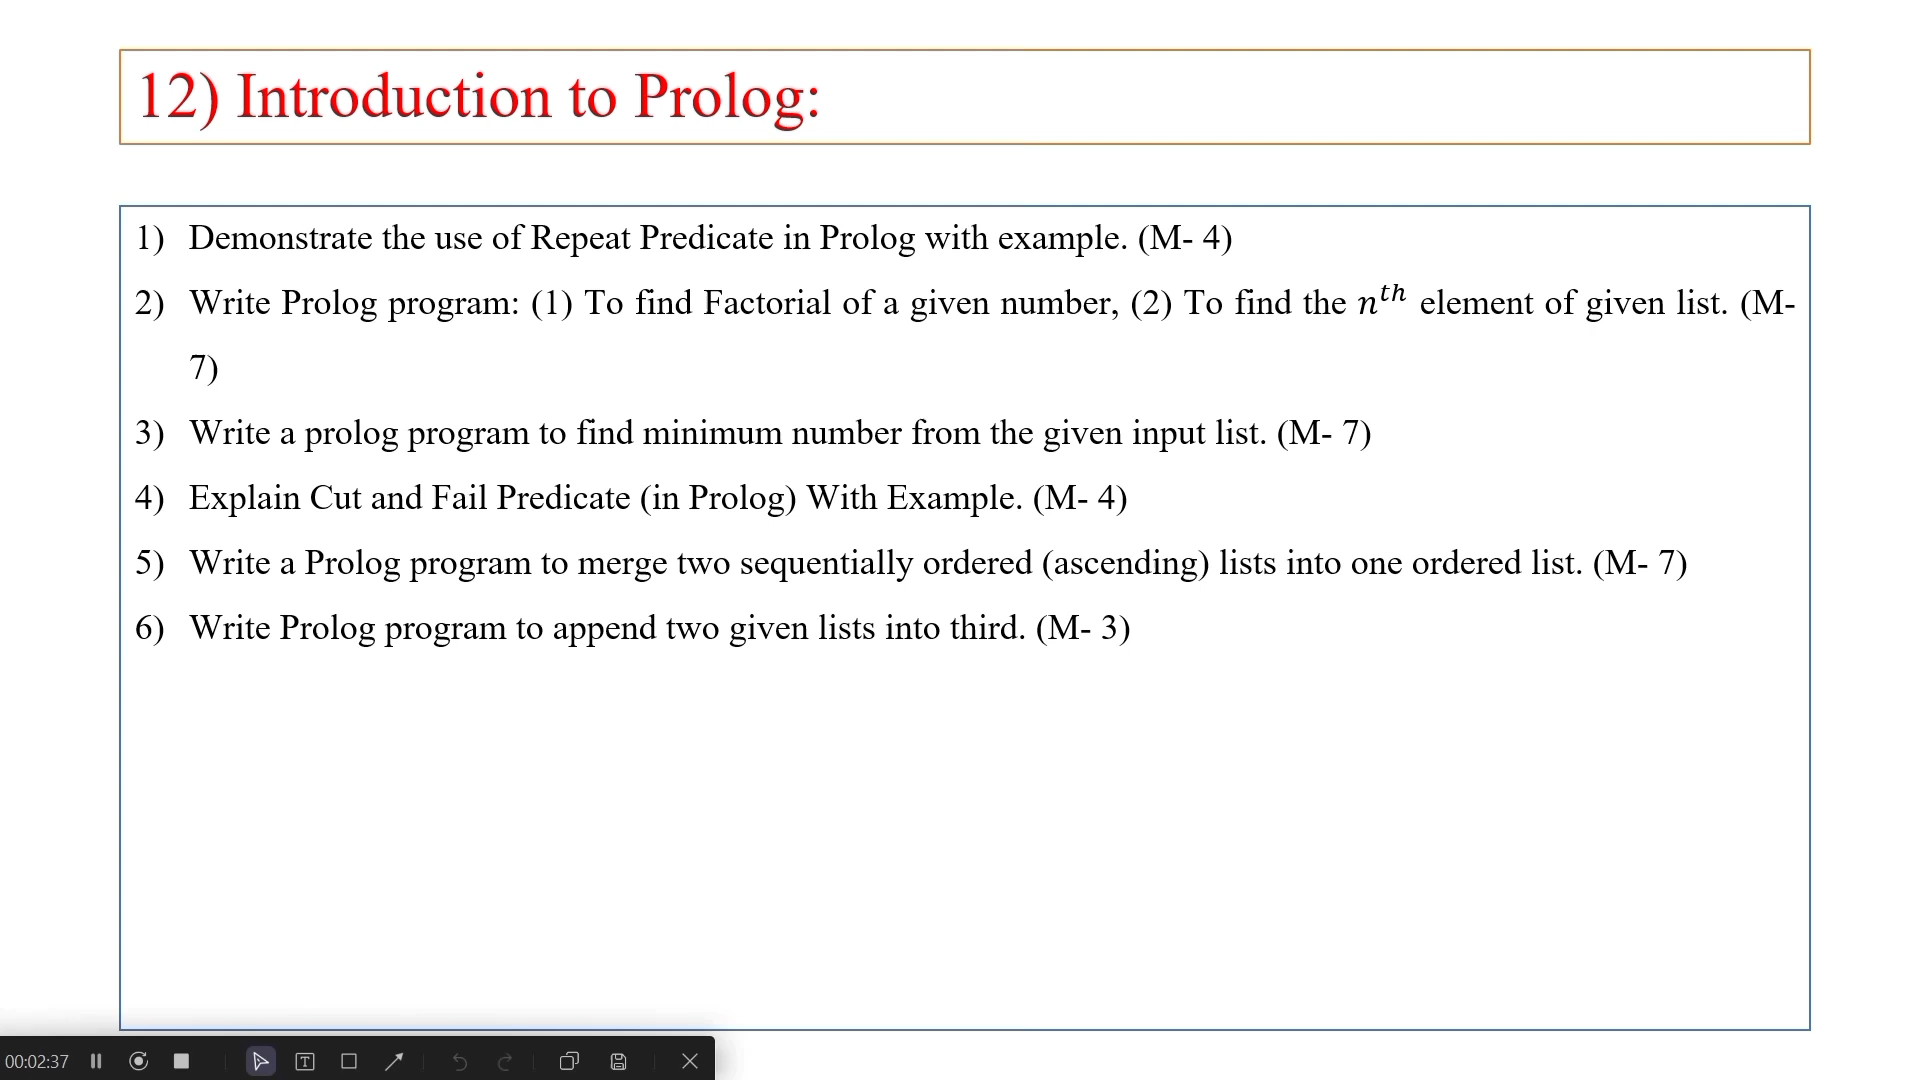 12) Introduction to Prolog:
1) Demonstrate the use of Repeat Predicate in Prolog with example. (M- 4)
2) Write Prolog program: (1) To find Factorial of a given number, (2) To find the nᵗʰ element of given list. (M-
7)
3) Write a prolog program to find minimum number from the given input list. (M- 7)
4) Explain Cut and Fail Predicate (in Prolog) With Example. (M- 4)
5) Write a Prolog program to merge two sequentially ordered (ascending) lists into one ordered list. (M- 7)
6) Write Prolog program to append two given lists into third. (M- 3)
00:02:37